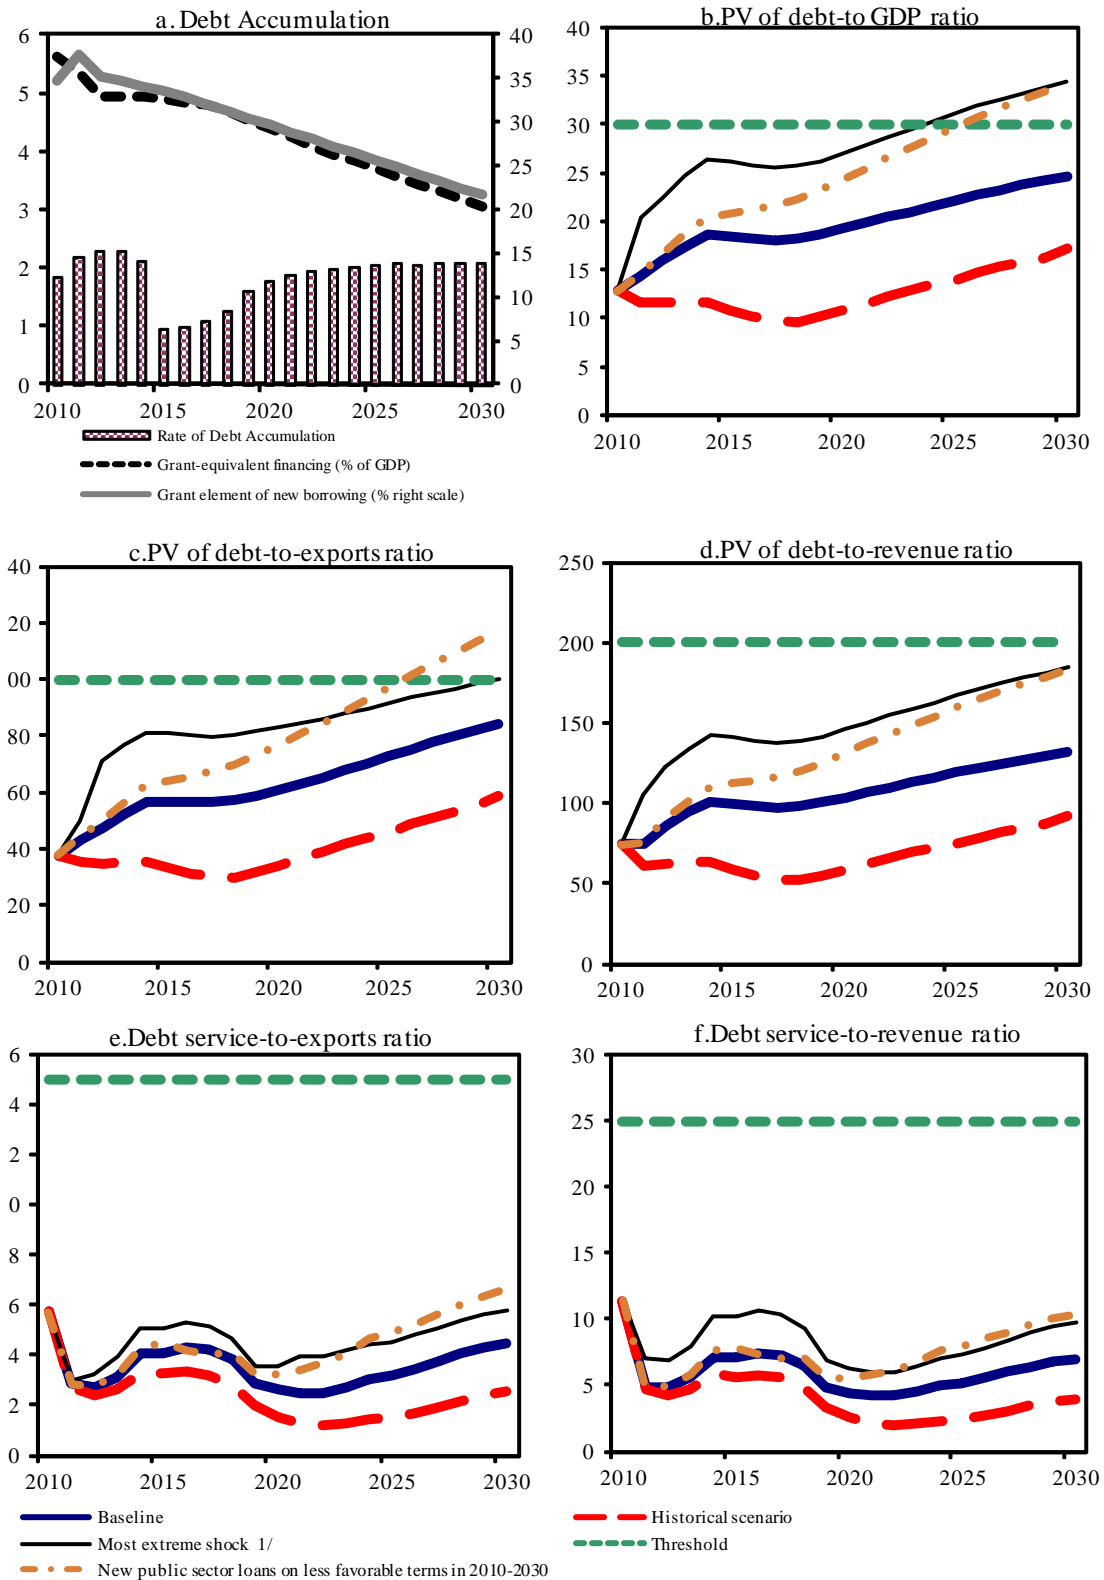 a. Debt Accumulation
6
5
4
3
2
1
0
40
35
30
25
20
15
10
5
0
2010 2015 2020 2025 2030
Rate of Debt Accumulation
Grant-equivalent financing (% of GDP)
Grant element of new borrowing (% right scale)
b.PV of debt-to GDP ratio
40
35
30
25
20
15
10
5
0
2010 2015 2020 2025 2030
c.PV of debt-to-exports ratio
40
20
00
80
60
40
20
0
2010 2015 2020 2025 2030
d.PV of debt-to-revenue ratio
250
200
150
100
50
0
2010 2015 2020 2025 2030
e.Debt service-to-exports ratio
6
4
2
0
8
6
4
2
0
2010 2015 2020 2025 2030
f.Debt service-to-revenue ratio
30
25
20
15
10
5
0
2010 2015 2020 2025 2030
Baseline
Most extreme shock 1/
New public sector loans on less favorable terms in 2010-2030
Historical scenario
Threshold